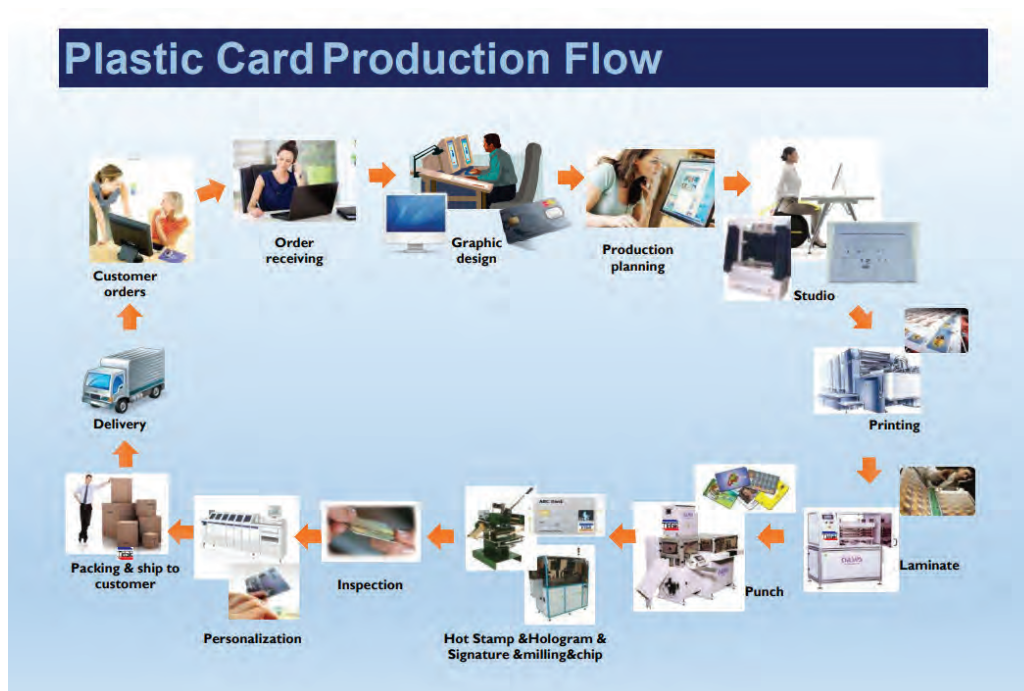 Plastic Card Production Flow
Order
receiving
Graphic
design
Production
planning
Customer
orders
Studio
Delivery
Printing
Laminate
Punch
Hot Stamp &Hologram &
Signature &milling&chip
Inspection
Personalization
Packing & ship to
customer